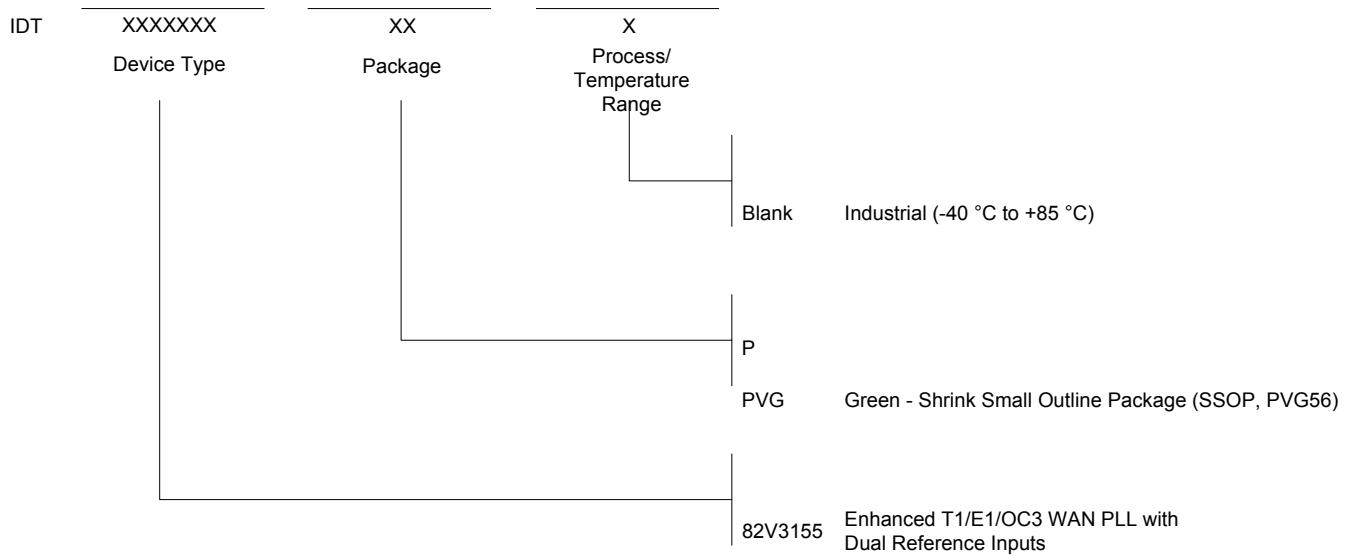 IDT XXXXXXX XX X
Device Type Package Process/
Temperature
Range
Blank Industrial (-40 °C to +85 °C)
P
PVG Green - Shrink Small Outline Package (SSOP, PVG56)
82V3155 Enhanced T1/E1/OC3 WAN PLL with
Dual Reference Inputs